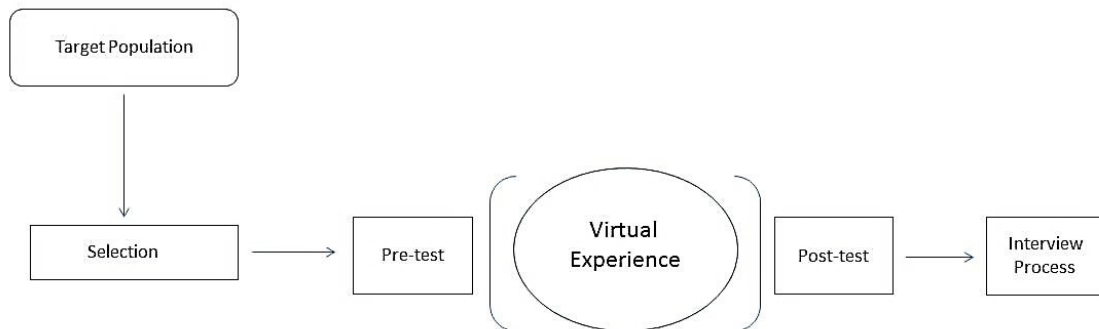 Target Population
Selection
Pre-test
Virtual
Experience
Post-test
Interview
Process